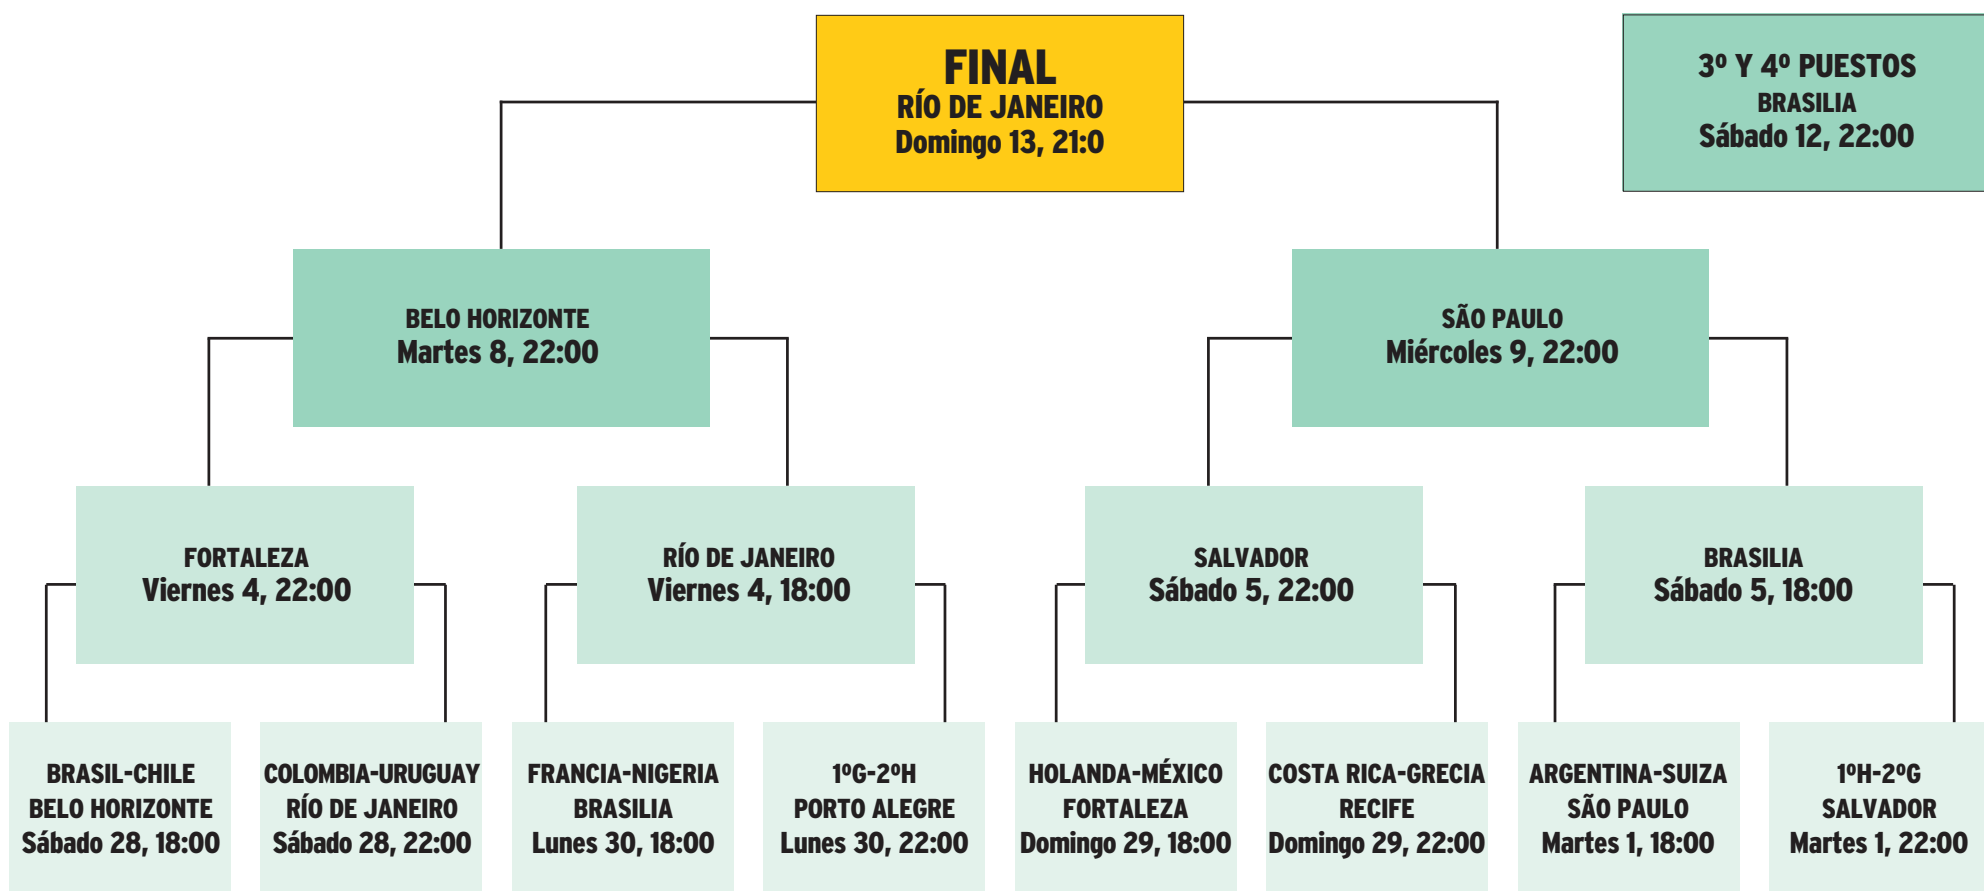 FINAL
RÍO DE JANEIRO
Domingo 13, 21:0
3º Y 4º PUESTOS
BRASILIA
Sábado 12, 22:00
BELO HORIZONTE
Martes 8, 22:00
SÃO PAULO
Miércoles 9, 22:00
FORTALEZA
Viernes 4, 22:00
RÍO DE JANEIRO
Viernes 4, 18:00
SALVADOR
Sábado 5, 22:00
BRASILIA
Sábado 5, 18:00
BRASIL-CHILE
BELO HORIZONTE
Sábado 28, 18:00
COLOMBIA-URUGUAY
RÍO DE JANEIRO
Sábado 28, 22:00
FRANCIA-NIGERIA
BRASILIA
Lunes 30, 18:00
1ºG-2ºH
PORTO ALEGRE
Lunes 30, 22:00
HOLANDA-MÉXICO
FORTALEZA
Domingo 29, 18:00
COSTA RICA-GRECIA
RECIFE
Domingo 29, 22:00
ARGENTINA-SUIZA
SÃO PAULO
Martes 1, 18:00
1ºH-2ºG
SALVADOR
Martes 1, 22:00